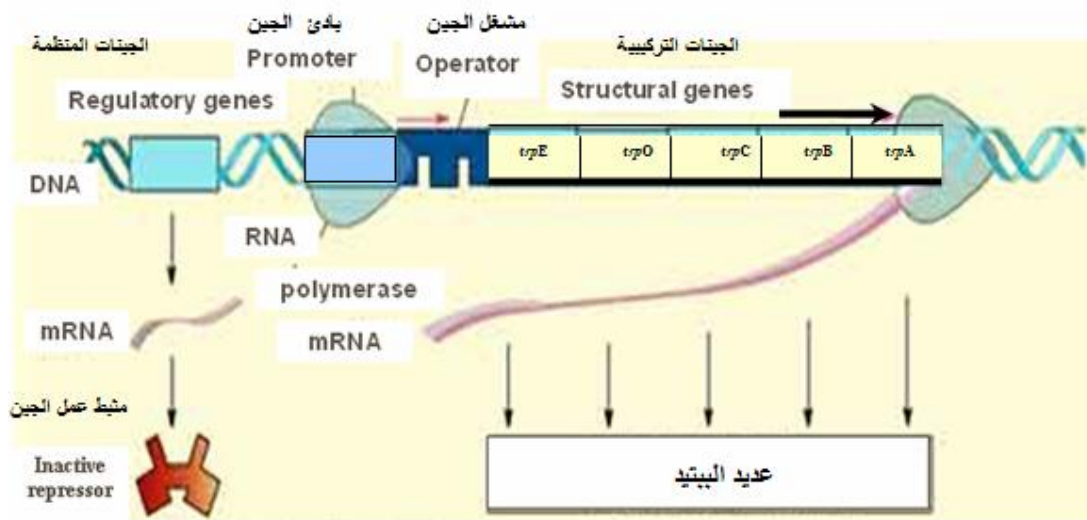 الجينات المنظمة
Regulatory genes
بادئ الجين
Promoter
مشغل الجين
Operator
الجينات التركيبية
Structural genes
DNA
trpE
trpO
trpC
trpB
trpA
RNA
polymerase
mRNA
mRNA
مثبط عمل الجين
Inactive
repressor
عديد الببتيد